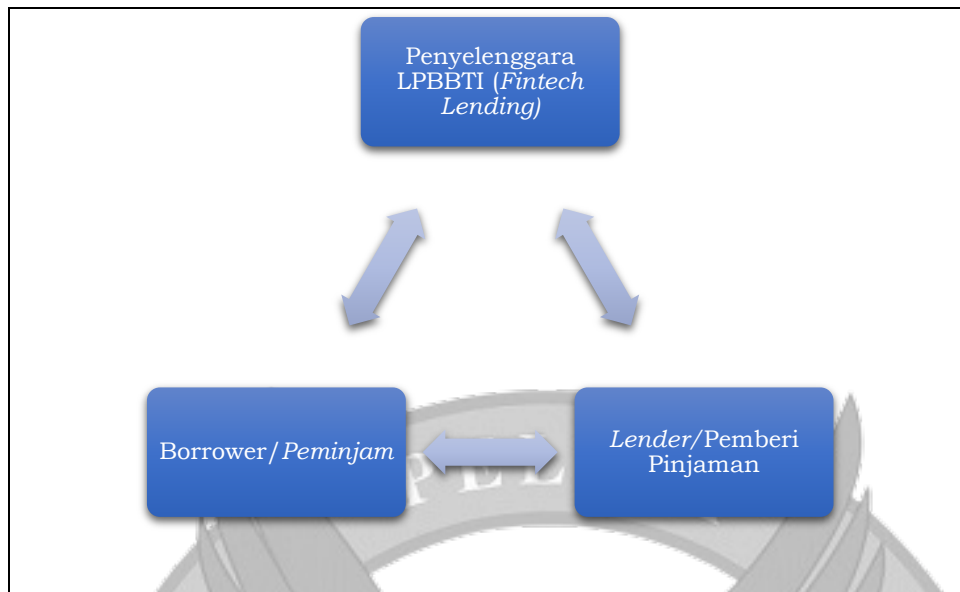 Penyelenggara
LPBBTI (Fintech
Lending)
Borrower/Peminjam
Lender/Pemberi
Pinjaman